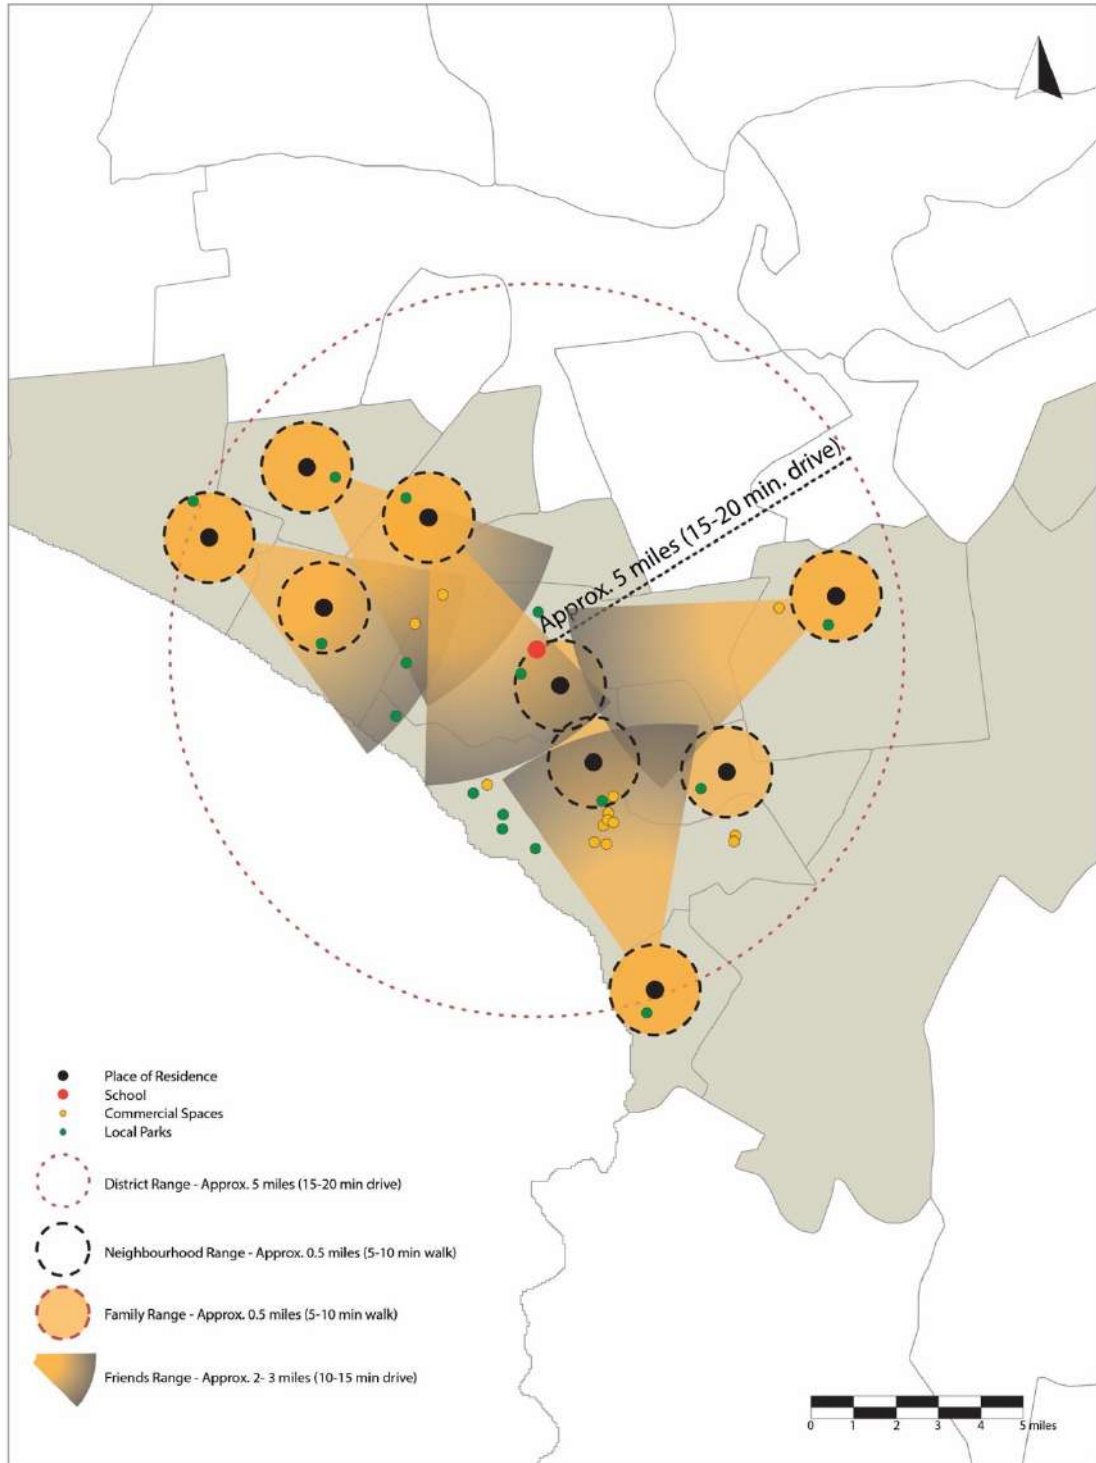 Approx. 5 miles (15-20 min. drive)
Place of Residence
School
Commercial Spaces
Local Parks
District Range - Approx. 5 miles (15-20 min drive)
Neighbourhood Range - Approx. 0.5 miles (5-10 min walk)
Family Range - Approx. 0.5 miles (5-10 min walk)
Friends Range - Approx. 2- 3 miles (10-15 min drive)
0 1 2 3 4 5 miles